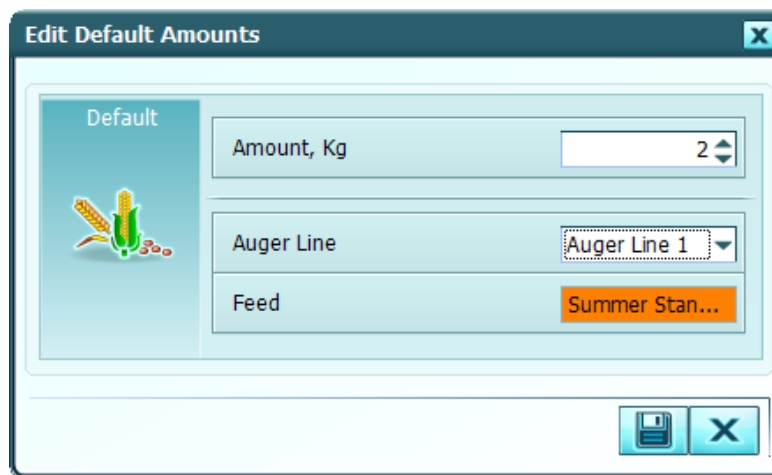 Edit Default Amounts
Default
Amount, Kg 2
Auger Line Auger Line 1
Feed Summer Stan...